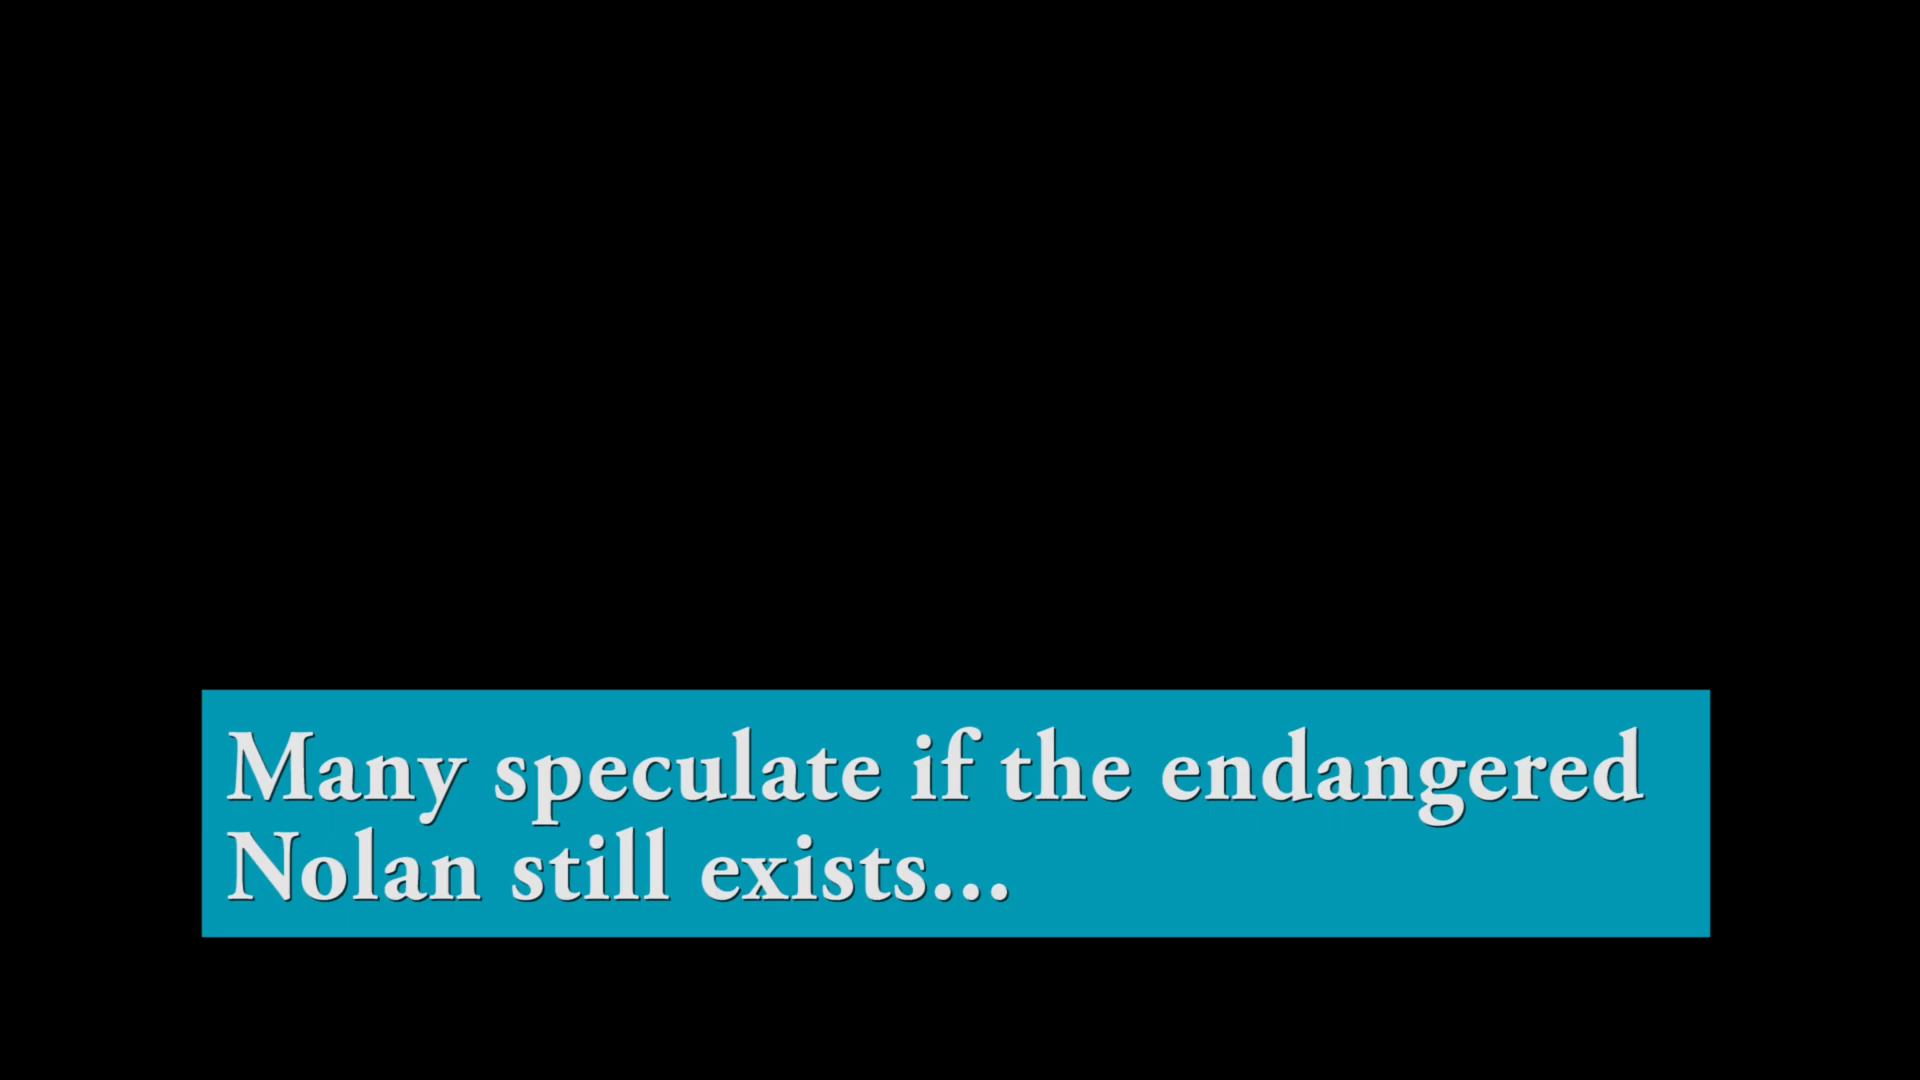 Many speculate if the endangered
Nolan still exists...